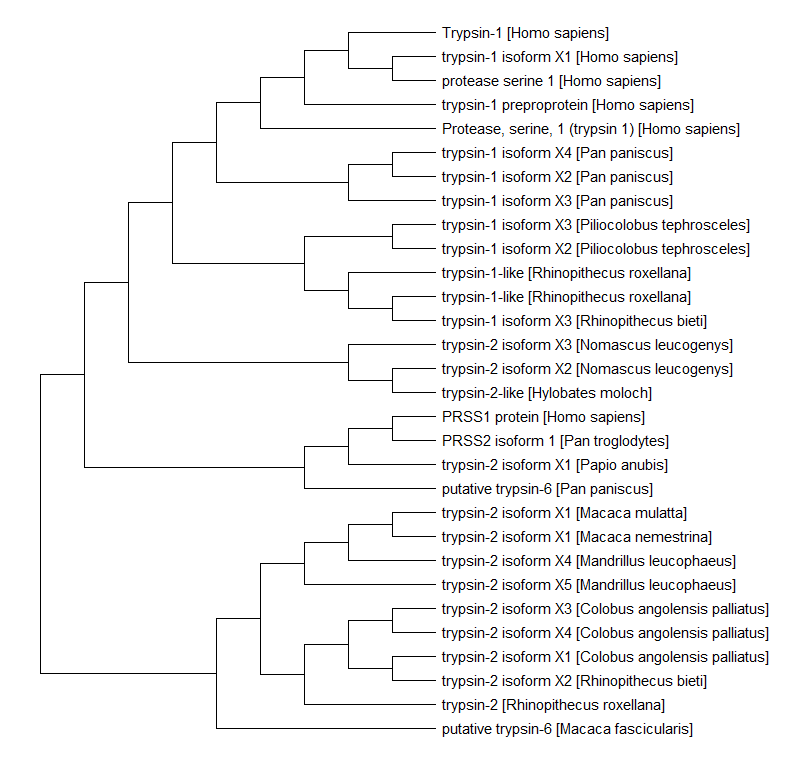 Trypsin-1 [Homo sapiens]
trypsin-1 isoform X1 [Homo sapiens]
protease serine 1 [Homo sapiens]
trypsin-1 preproprotein [Homo sapiens]
Protease, serine, 1 (trypsin 1) [Homo sapiens]
trypsin-1 isoform X4 [Pan paniscus]
trypsin-1 isoform X2 [Pan paniscus]
trypsin-1 isoform X3 [Pan paniscus]
trypsin-1 isoform X3 [Piliocolobus tephrosceles]
trypsin-1 isoform X2 [Piliocolobus tephrosceles]
trypsin-1-like [Rhinopithecus roxellana]
trypsin-1-like [Rhinopithecus roxellana]
trypsin-1 isoform X3 [Rhinopithecus bieti]
trypsin-2 isoform X3 [Nomascus leucogenys]
trypsin-2 isoform X2 [Nomascus leucogenys]
trypsin-2-like [Hylobates moloch]
PRSS1 protein [Homo sapiens]
PRSS2 isoform 1 [Pan troglodytes]
trypsin-2 isoform X1 [Papio anubis]
putative trypsin-6 [Pan paniscus]
trypsin-2 isoform X1 [Macaca mulatta]
trypsin-2 isoform X1 [Macaca nemestrina]
trypsin-2 isoform X4 [Mandrillus leucophaeus]
trypsin-2 isoform X5 [Mandrillus leucophaeus]
trypsin-2 isoform X3 [Colobus angolensis palliatus]
trypsin-2 isoform X4 [Colobus angolensis palliatus]
trypsin-2 isoform X1 [Colobus angolensis palliatus]
trypsin-2 isoform X2 [Rhinopithecus bieti]
trypsin-2 [Rhinopithecus roxellana]
putative trypsin-6 [Macaca fascicularis]